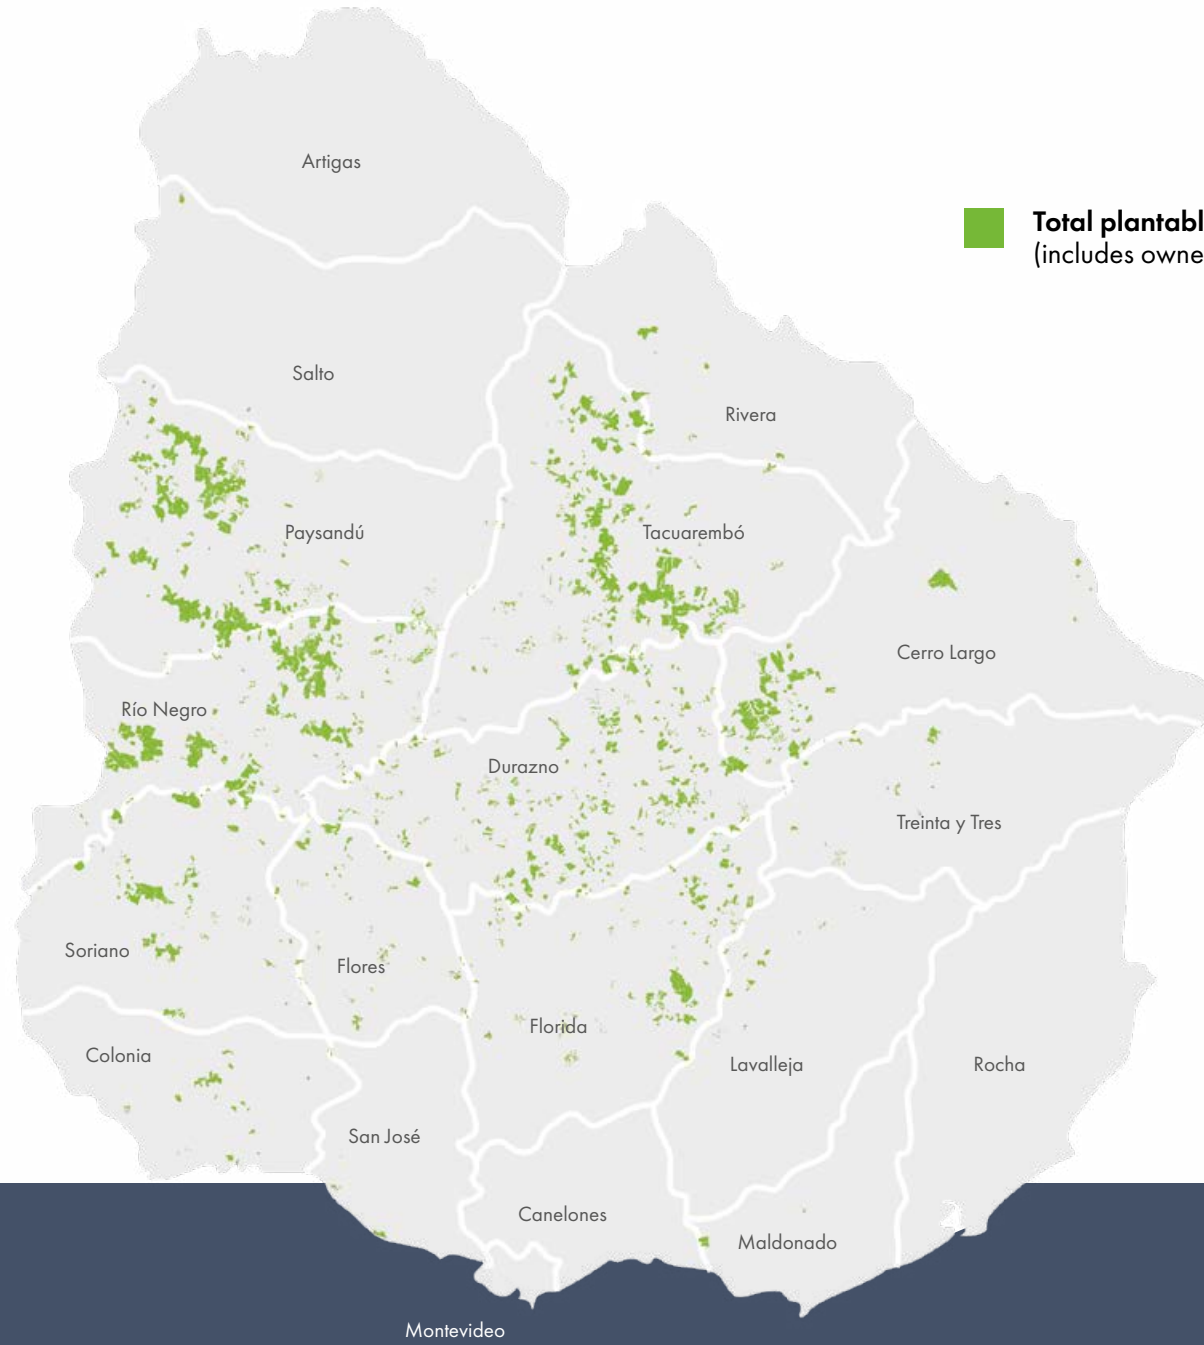 Artigas
Total plantabl
(includes owne
Salto
Rivera
Paysandú
Tacuarembó
Cerro Largo
Río Negro
Durazno
Treinta y Tres
Soriano
Flores
Florida
Colonia
Lavalleja
Rocha
San José
Canelones
Maldonado
Montevideo